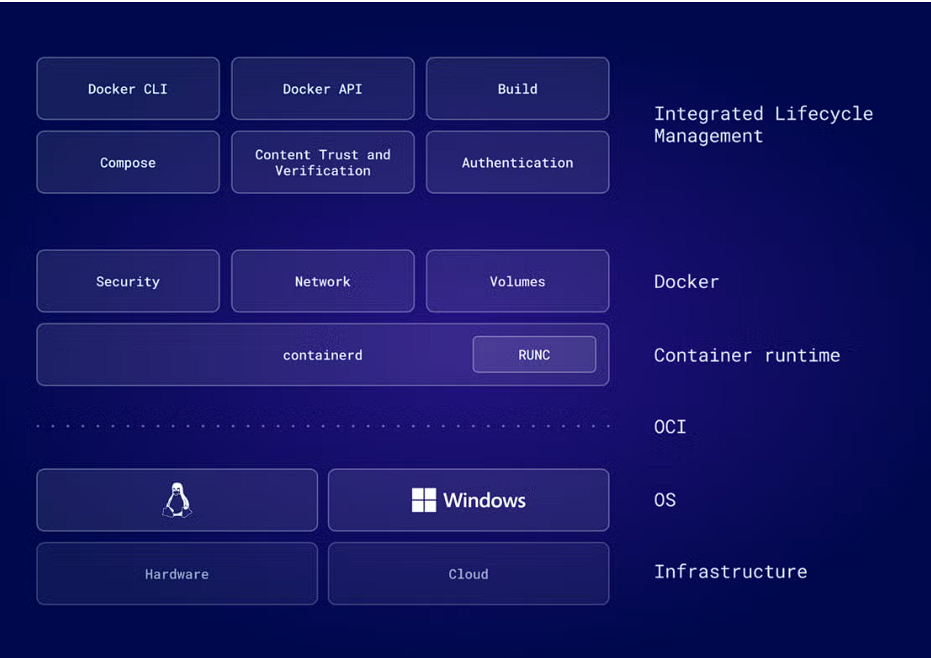 Docker CLI
Docker API
Build
Integrated Lifecycle
Management
Compose
Content Trust and
Verification
Authentication
Security
Network
Volumes
Docker
containerd
RUNC
Container runtime
OCI
Windows
OS
Hardware
Cloud
Infrastructure